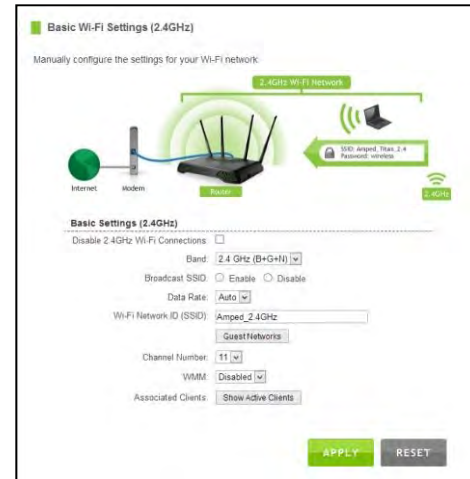 Basic Wi-Fi Settings (2.4GHz)
Manually configure the settings for your Wi-Fi network
2.4GHz Wi-Fi Network
SSID: Amped_Titan_2.4
Password: wireless
Internet
Modem
Router
2.4GHz
Basic Settings (2.4GHz)
Disable 2.4GHz Wi-Fi Connections:
Band: 2.4 GHz (B+G+N)
Broadcast SSID: Enable Disable
Data Rate: Auto
Wi-Fi Network ID (SSID): Amped_2.4GHz
Guest Networks
Channel Number: 11
WMM: Disabled
Associated Clients: Show Active Clients
APPLY RESET